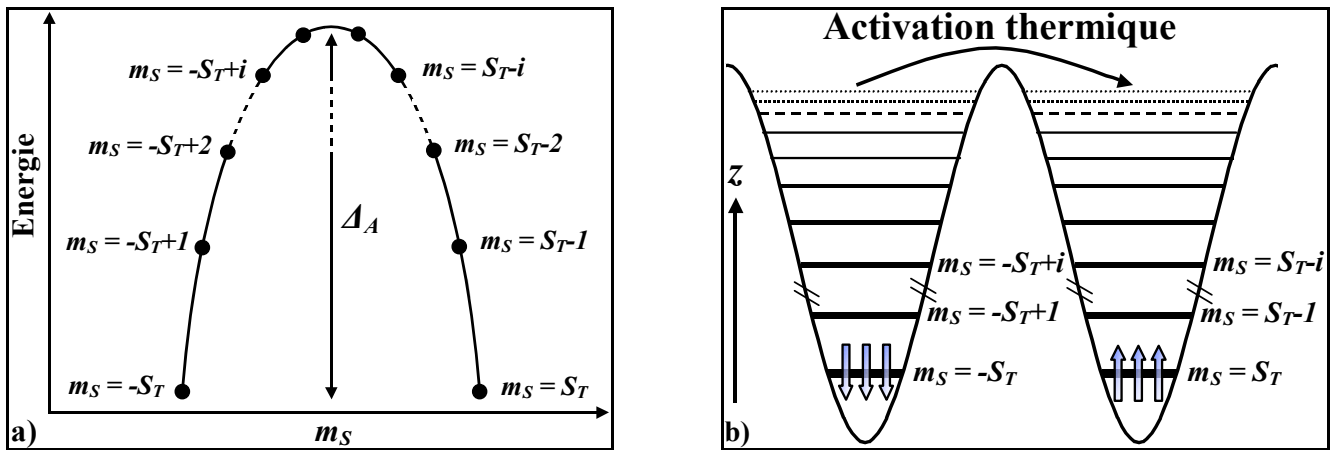 Energie
m_S = -S_T+i
m_S = S_T-i
m_S = -S_T+2
m_S = S_T-2
Δ_A
m_S = -S_T+1
m_S = S_T-1
m_S = -S_T
m_S = S_T
m_S
a)
Activation thermique
z
m_S = -S_T+i
m_S = S_T-i
m_S = -S_T+1
m_S = S_T-1
m_S = -S_T
m_S = S_T
b)